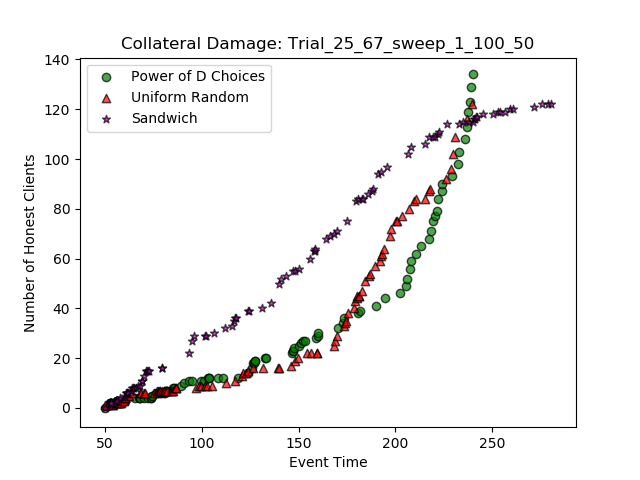 Collateral Damage: Trial_25_67_sweep_1_100_50
140
120
100
80
60
40
20
0
Number of Honest Clients
Power of D Choices
Uniform Random
Sandwich
50
100
150
200
250
Event Time